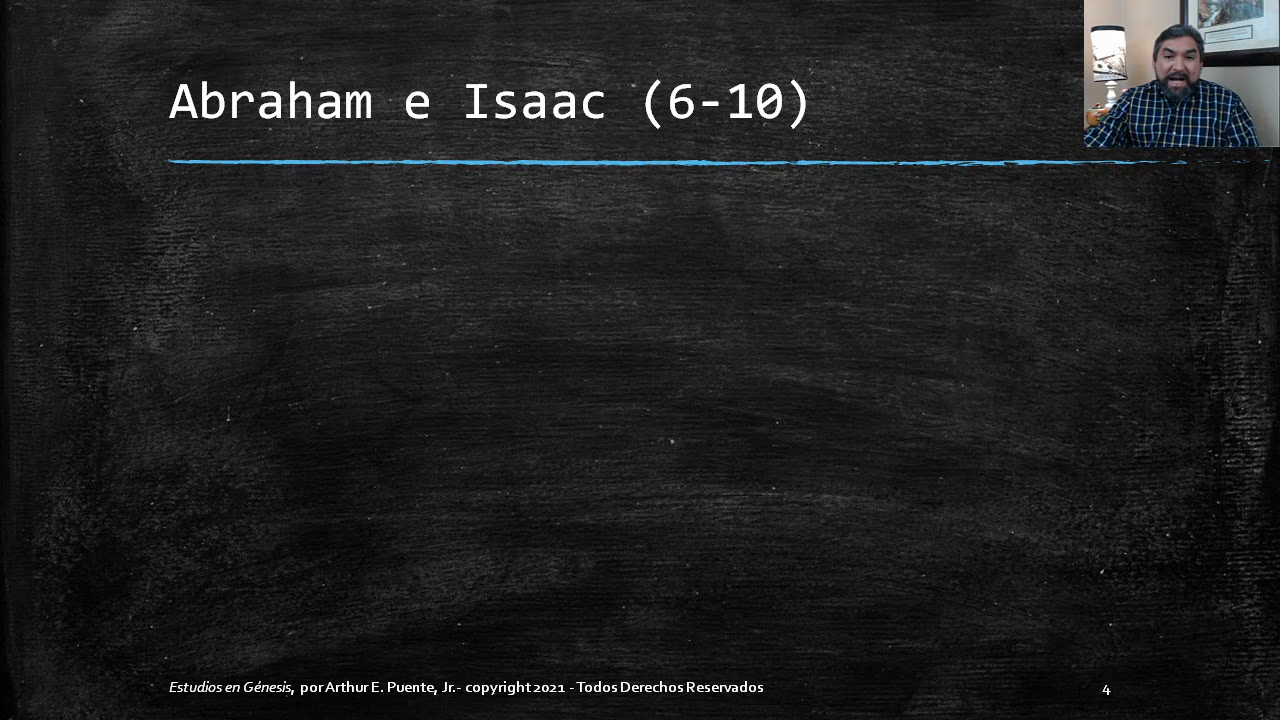 Abraham e Isaac (6-10)
Estudios en Génesis, por Arthur E. Puente, Jr.- copyright 2021 - Todos Derechos Reservados
4